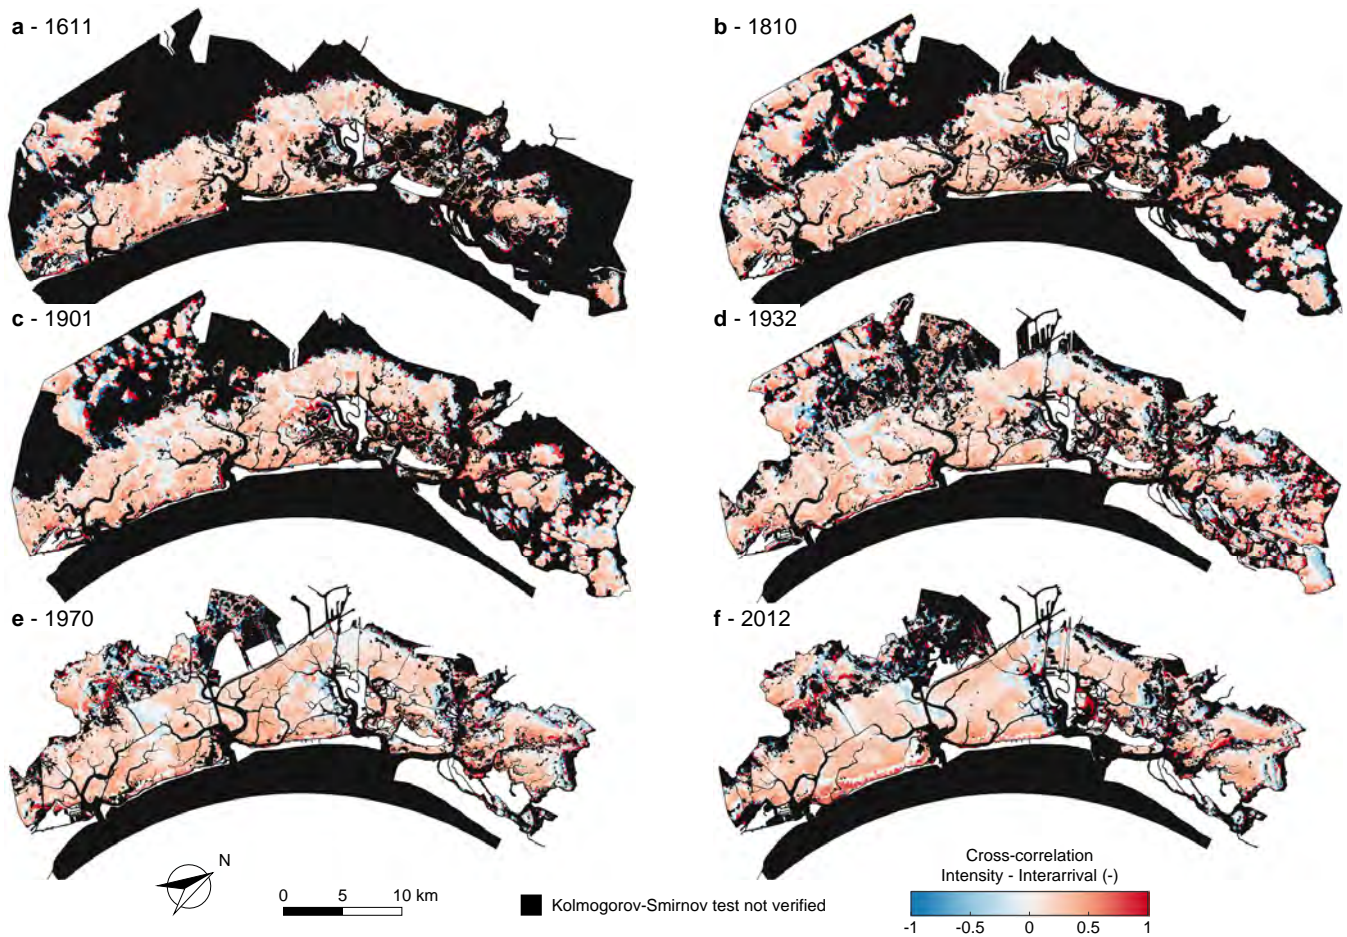 a - 1611
b - 1810
c - 1901
d - 1932
e - 1970
f - 2012
N
0 5 10 km
Kolmogorov-Smirnov test not verified
Cross-correlation
Intensity - Interarrival (-)
-1 -0.5 0 0.5 1